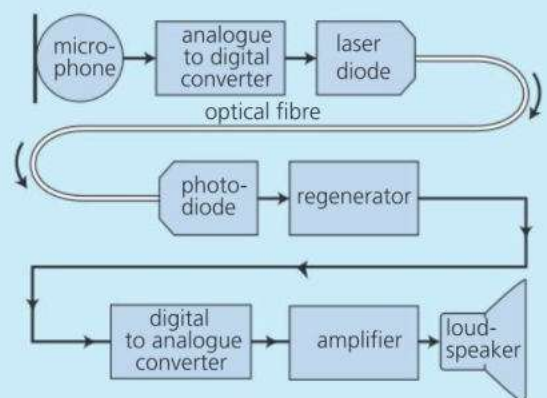 micro-
phone
analogue
to digital
converter
laser
diode
optical fibre
photo-
diode
regenerator
digital
to analogue
converter
amplifier
loud-
speaker